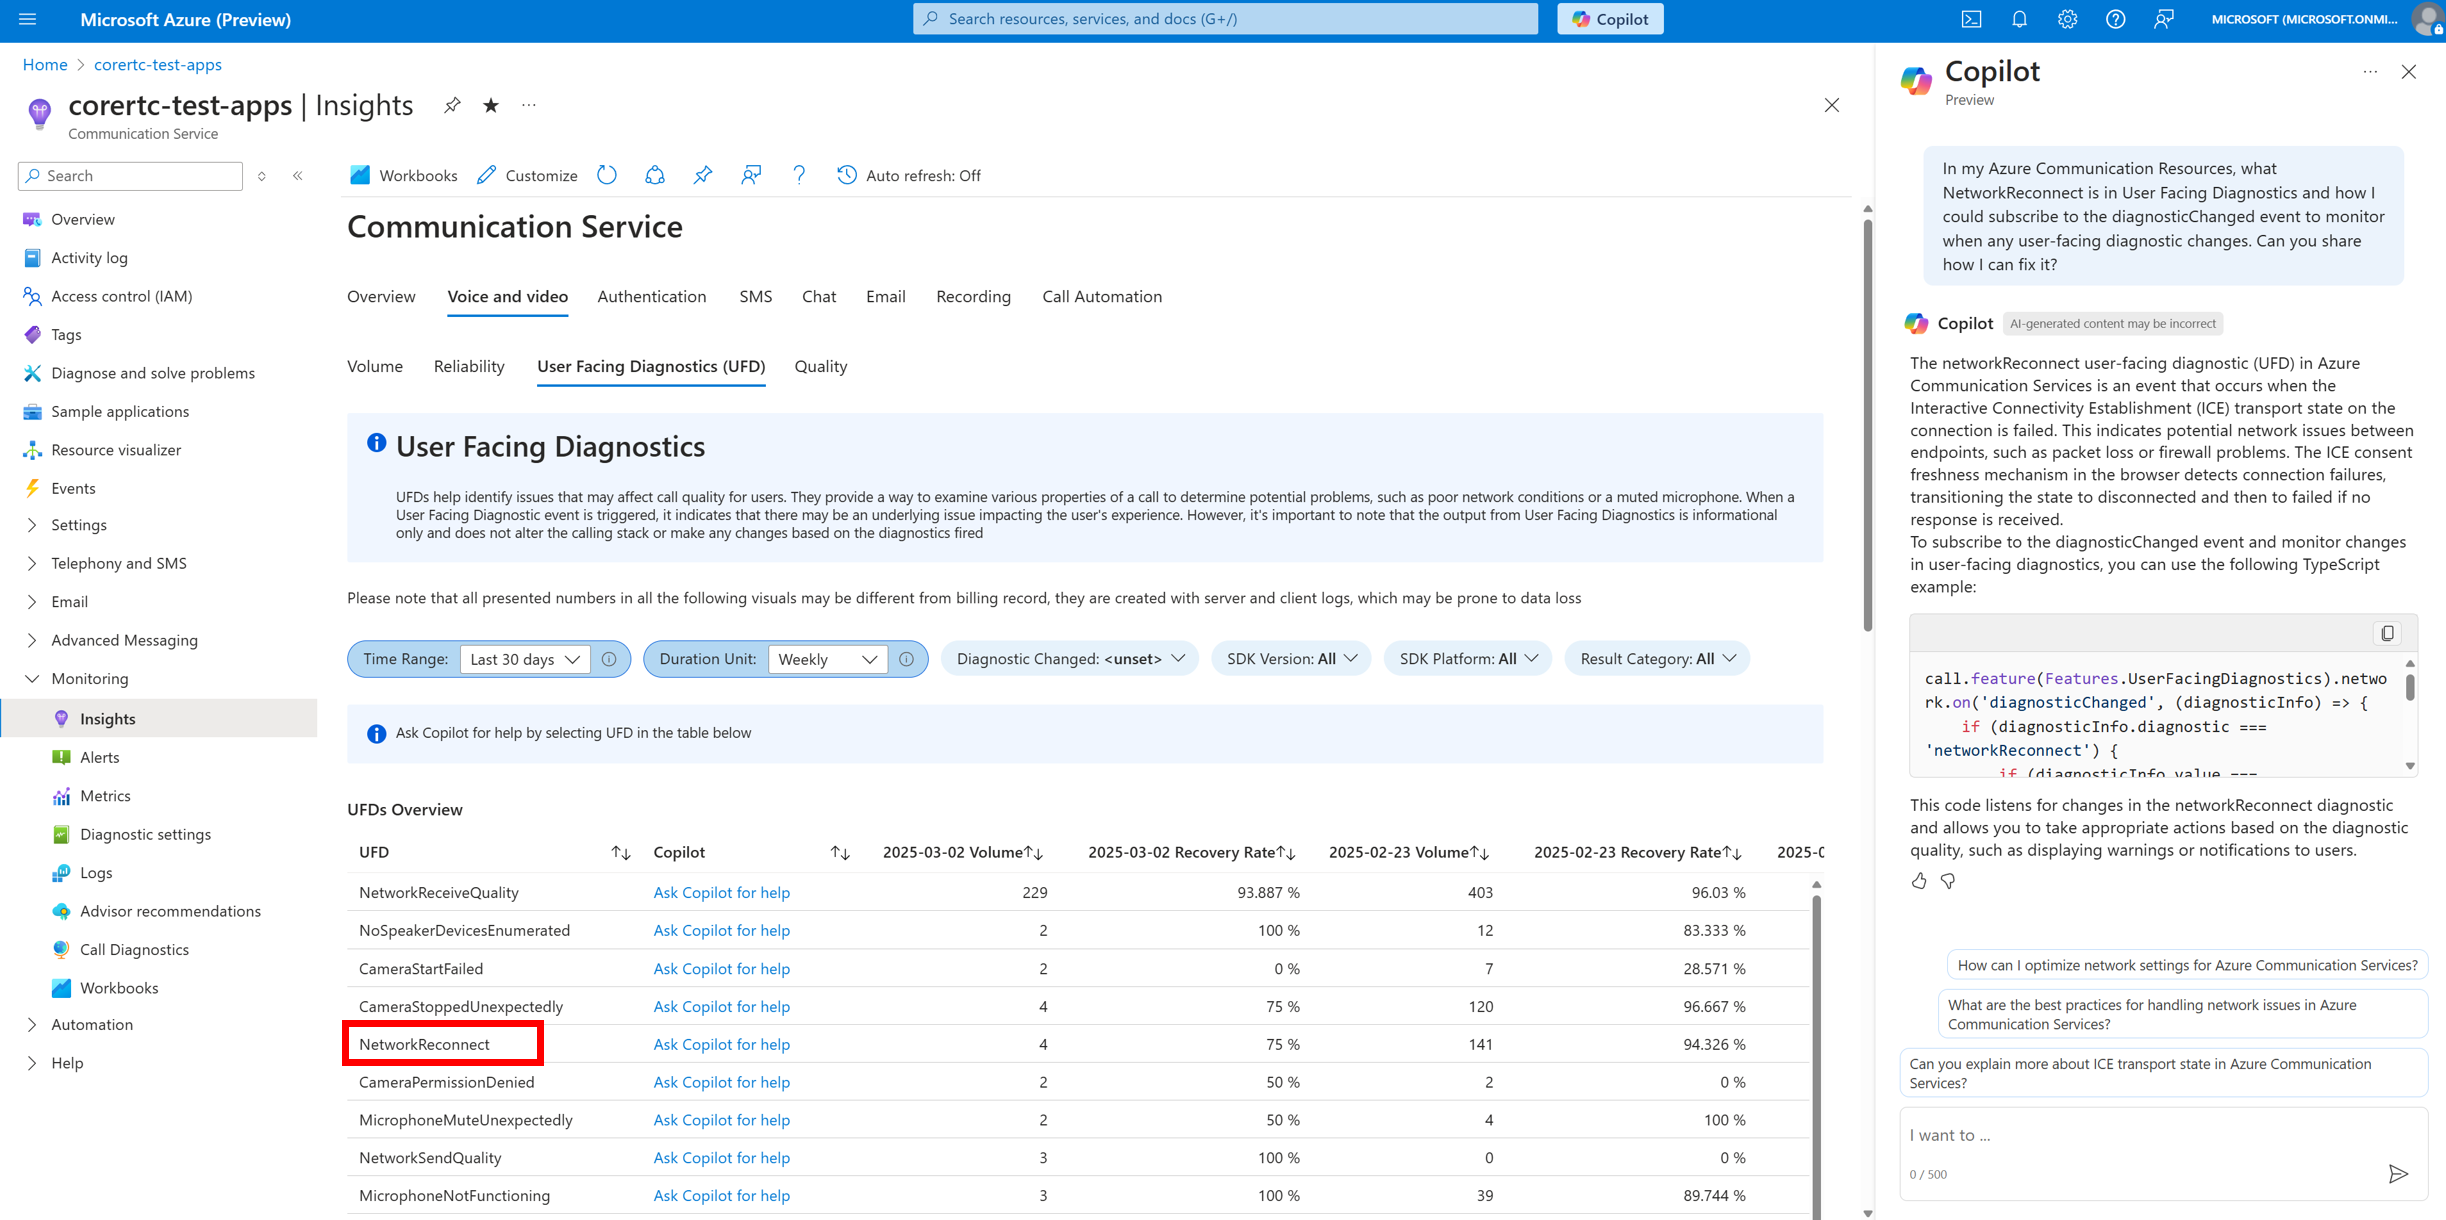 Microsoft Azure (Preview)
Search resources, services, and docs (G+/)
Copilot
MICROSOFT (MICROSOFT.ONMI...
Home > corertc-test-apps
corertc-test-apps | Insights
Communication Service
Search
Overview
Activity log
Access control (IAM)
Tags
Diagnose and solve problems
Sample applications
Resource visualizer
Events
Settings
Telephony and SMS
Email
Advanced Messaging
Monitoring
Insights
Alerts
Metrics
Diagnostic settings
Logs
Advisor recommendations
Call Diagnostics
Workbooks
Automation
Help
Workbooks Customize Auto refresh: Off
Communication Service
Overview Voice and video Authentication SMS Chat Email Recording Call Automation
Volume Reliability User Facing Diagnostics (UFD) Quality
User Facing Diagnostics
UFDs help identify issues that may affect call quality for users. They provide a way to examine various properties of a call to determine potential problems, such as poor network conditions or a muted microphone. When a
User Facing Diagnostic event is triggered, it indicates that there may be an underlying issue impacting the user's experience. However, it's important to note that the output from User Facing Diagnostics is informational
only and does not alter the calling stack or make any changes based on the diagnostics fired
Please note that all presented numbers in all the following visuals may be different from billing record, they are created with server and client logs, which may be prone to data loss
Time Range: Last 30 days Duration Unit: Weekly Diagnostic Changed: <unset> SDK Version: All SDK Platform: All Result Category: All
Ask Copilot for help by selecting UFD in the table below
UFDs Overview
UFD Copilot 2025-03-02 Volume 2025-03-02 Recovery Rate 2025-02-23 Volume 2025-02-23 Recovery Rate 2025-0
NetworkReceiveQuality Ask Copilot for help 229 93.887 % 403 96.03 %
NoSpeakerDevicesEnumerated Ask Copilot for help 2 100 % 12 83.333 %
CameraStartFailed Ask Copilot for help 2 0 % 7 28.571 %
CameraStoppedUnexpectedly Ask Copilot for help 4 75 % 120 96.667 %
NetworkReconnect Ask Copilot for help 4 75 % 141 94.326 %
CameraPermissionDenied Ask Copilot for help 2 50 % 2 0 %
MicrophoneMuteUnexpectedly Ask Copilot for help 2 50 % 4 100 %
NetworkSendQuality Ask Copilot for help 3 100 % 0 0 %
MicrophoneNotFunctioning Ask Copilot for help 3 100 % 39 89.744 %
Copilot
Preview
In my Azure Communication Resources, what
NetworkReconnect is in User Facing Diagnostics and how I
could subscribe to the diagnosticChanged event to monitor
when any user-facing diagnostic changes. Can you share
how I can fix it?
Copilot AI-generated content may be incorrect
The networkReconnect user-facing diagnostic (UFD) in Azure
Communication Services is an event that occurs when the
Interactive Connectivity Establishment (ICE) transport state on the
connection is failed. This indicates potential network issues between
endpoints, such as packet loss or firewall problems. The ICE consent
freshness mechanism in the browser detects connection failures,
transitioning the state to disconnected and then to failed if no
response is received.
To subscribe to the diagnosticChanged event and monitor changes
in user-facing diagnostics, you can use the following TypeScript
example:
call.feature(Features.UserFacingDiagnostics).netwo
rk.on('diagnosticChanged', (diagnosticInfo) => {
if (diagnosticInfo.diagnostic ===
'networkReconnect') {
if (diagnosticInfo.value ===
This code listens for changes in the networkReconnect diagnostic
and allows you to take appropriate actions based on the diagnostic
quality, such as displaying warnings or notifications to users.
How can I optimize network settings for Azure Communication Services?
What are the best practices for handling network issues in Azure
Communication Services?
Can you explain more about ICE transport state in Azure Communication
Services?
I want to ...
0 / 500